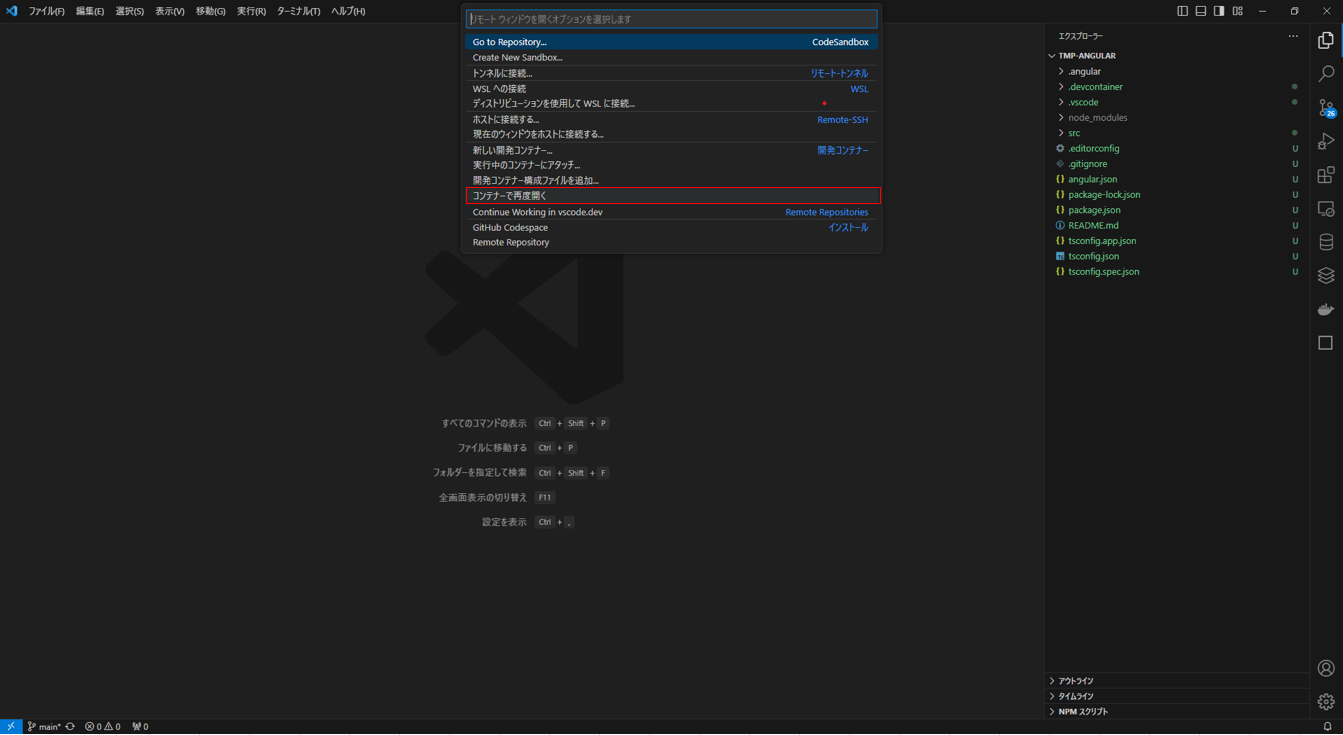 ファイル(F) 編集(E) 選択(S) 表示(V) 移動(G) 実行(R) ターミナル(T) ヘルプ(H)
リモート ウィンドウを開くオプションを選択します
Go to Repository... CodeSandbox
Create New Sandbox...
トンネルに接続... リモート-トンネル
WSL への接続 WSL
ディストリビューションを使用して WSL に接続...
ホストに接続する... Remote-SSH
現在のウィンドウをホストに接続する...
新しい開発コンテナー... 開発コンテナー
実行中のコンテナーにアタッチ...
開発コンテナー構成ファイルを追加...
コンテナーで再度開く
Continue Working in vscode.dev Remote Repositories
GitHub Codespace インストール
Remote Repository
すべてのコマンドの表示 Ctrl + Shift + P
ファイルに移動する Ctrl + P
フォルダーを指定して検索 Ctrl + Shift + F
全画面表示の切り替え F11
設定を表示 Ctrl + ,
エクスプローラー ...
TMP-ANGULAR
.angular
.devcontainer
.vscode
node_modules
src
.editorconfig U
.gitignore U
angular.json U
package-lock.json U
package.json U
README.md U
tsconfig.app.json U
tsconfig.json U
tsconfig.spec.json U
アウトライン
タイムライン
NPM スクリプト
26
main* 0 0 0